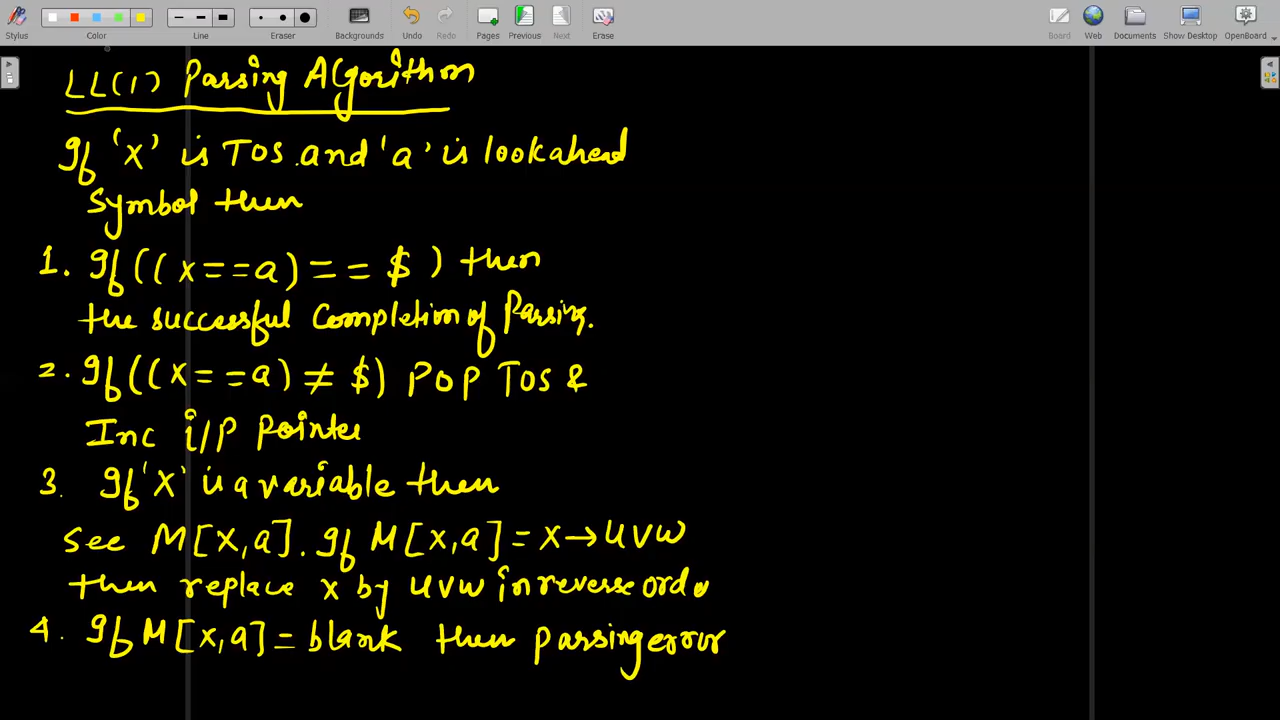 Stylus Color Line Eraser Backgrounds Undo Redo Pages Previous Next Erase Board Web Documents Show Desktop OpenBoard
LL(1) Parsing Algorithm
If 'X' is TOS and 'a' is lookahead
Symbol then
1. If ((x==a) == $) then
the successful Completion of Parsing.
2. If ((x==a) ≠ $) POP TOS &
Inc i/P Pointer
3. If 'X' is a variable then
see M[X,a]. If M[x,a] = X→UVW
then replace x by UVW in reverse order
4. If M[x,a] = blank then parssing error